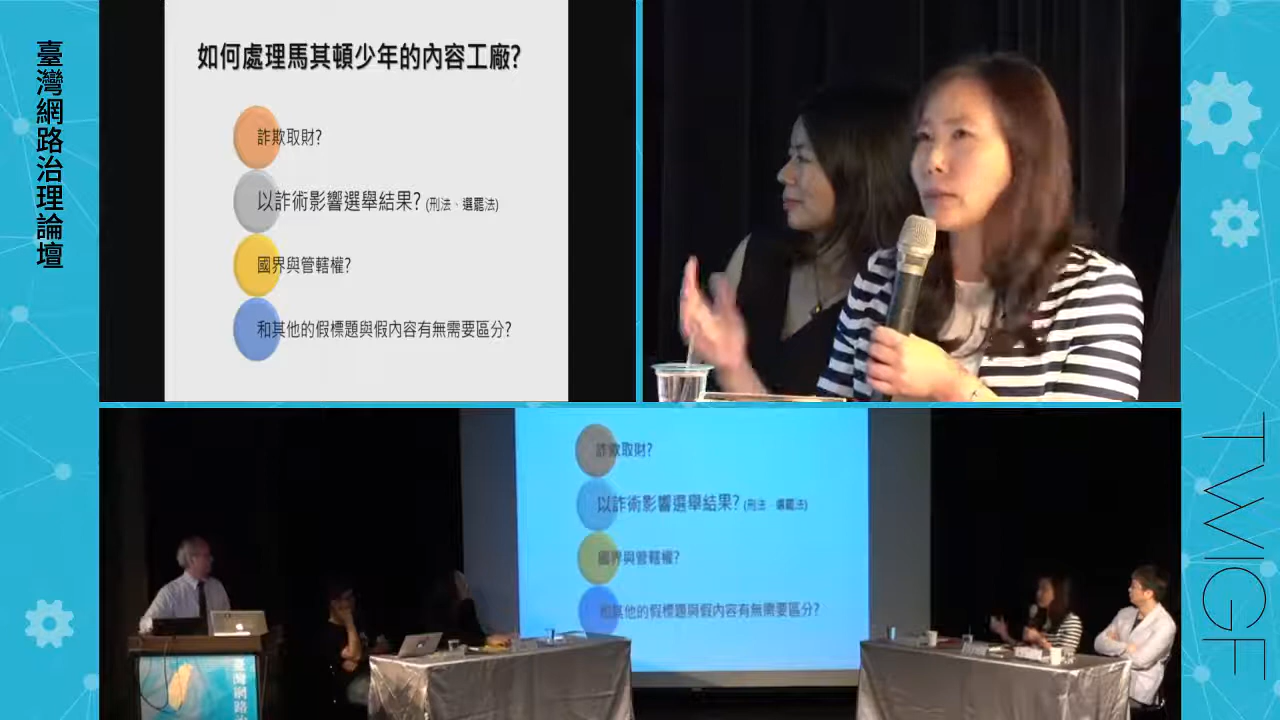 臺灣網路治理論壇
如何處理馬其頓少年的內容工廠?
詐欺取財?
以詐術影響選舉結果? (刑法、選罷法)
國界與管轄權?
和其他的假標題與假內容有無需要區分?
詐欺取財?
以詐術影響選舉結果? (刑法、選罷法)
國界與管轄權?
和其他的假標題與假內容有無需要區分?
臺灣網路治
TWIGF